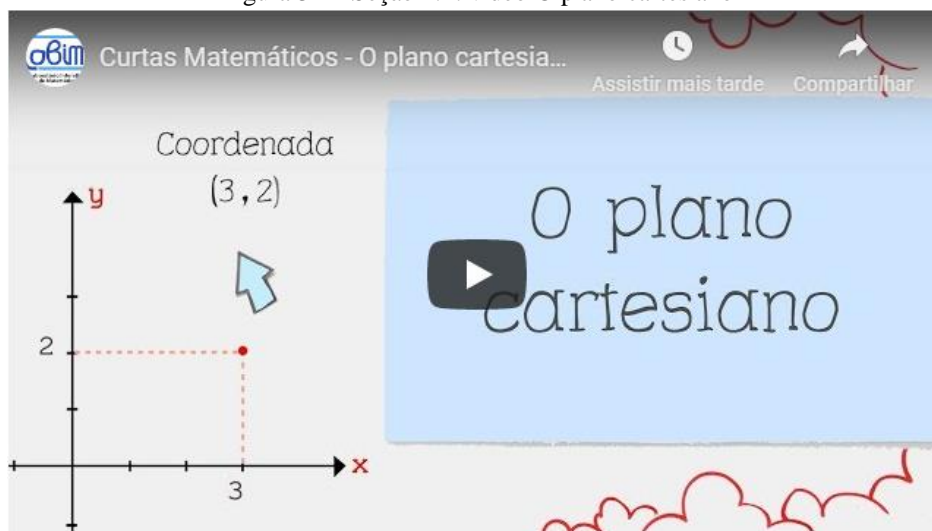 Curtas Matemáticos - O plano cartesia...
Assistir mais tarde
Compartilhar
Coordenada
(3,2)
y
2
3
x
O plano
cartesiano